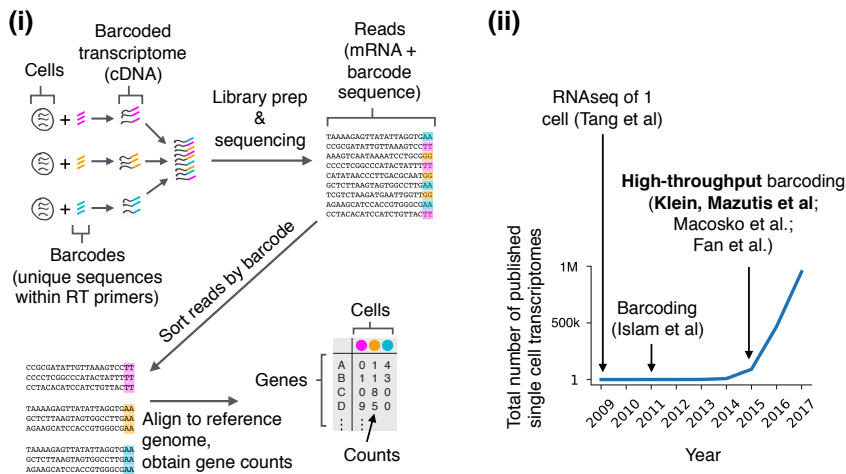 (i)
Cells
Barcoded
transcriptome
(cDNA)
Reads
(mRNA +
barcode
sequence)
Library prep
&
sequencing
+
+
+
TAAAAGAGTTATATTAGGTGAA
CCGCGATATTGTTAAAGTCCTT
AAAGTCAATAAAATCCTGCGGG
CCCCTCGGCCCATACTATTTTT
CATATAACCCTTGACGCAATGG
GCTCTTAAGTAGTGGCCTTGAA
TCGTCTAAGATGAATTGGTTGG
AGAAGCATCCACCGTGGGCGAA
CCTACACATCCATCTGTTACTT
Barcodes
(unique sequences
within RT primers)
Sort reads by barcode
CCGCGATATTGTTAAAGTCCTT
CCCCTCGGCCCATACTATTTTT
CCTACACATCCATCTGTTACTT
TAAAAGAGTTATATTAGGTGAA
GCTCTTAAGTAGTGGCCTTGAA
AGAAGCATCCACCGTGGGCGAA
TAAAAGAGTTATATTAGGTGAA
GCTCTTAAGTAGTGGCCTTGAA
AGAAGCATCCACCGTGGGCGAA
Align to reference
genome,
obtain gene counts
Cells
Genes
A 0 1 4
B 1 1 3
C 0 8 0
D 9 5 0
Counts
(ii)
RNAseq of 1
cell (Tang et al)
High-throughput barcoding
(Klein, Mazutis et al;
Macosko et al.;
Fan et al.)
Barcoding
(Islam et al)
Total number of published
single cell transcriptomes
1M
500k
1
2009 2010 2011 2012 2013 2014 2015 2016 2017
Year